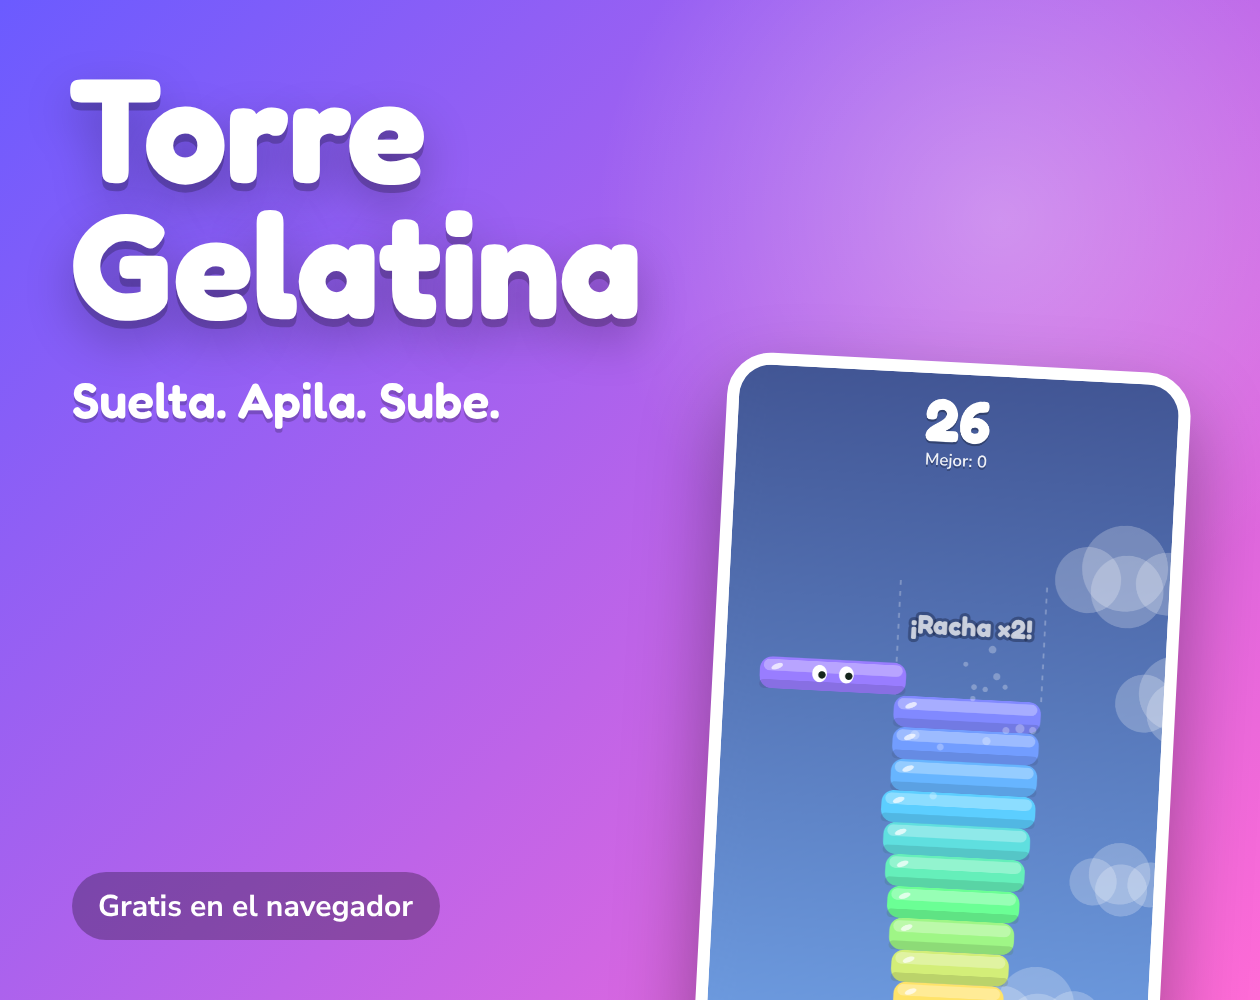 Torre
Gelatina
Suelta. Apila. Sube.
26
Mejor: 0
¡Racha x2!
Gratis en el navegador